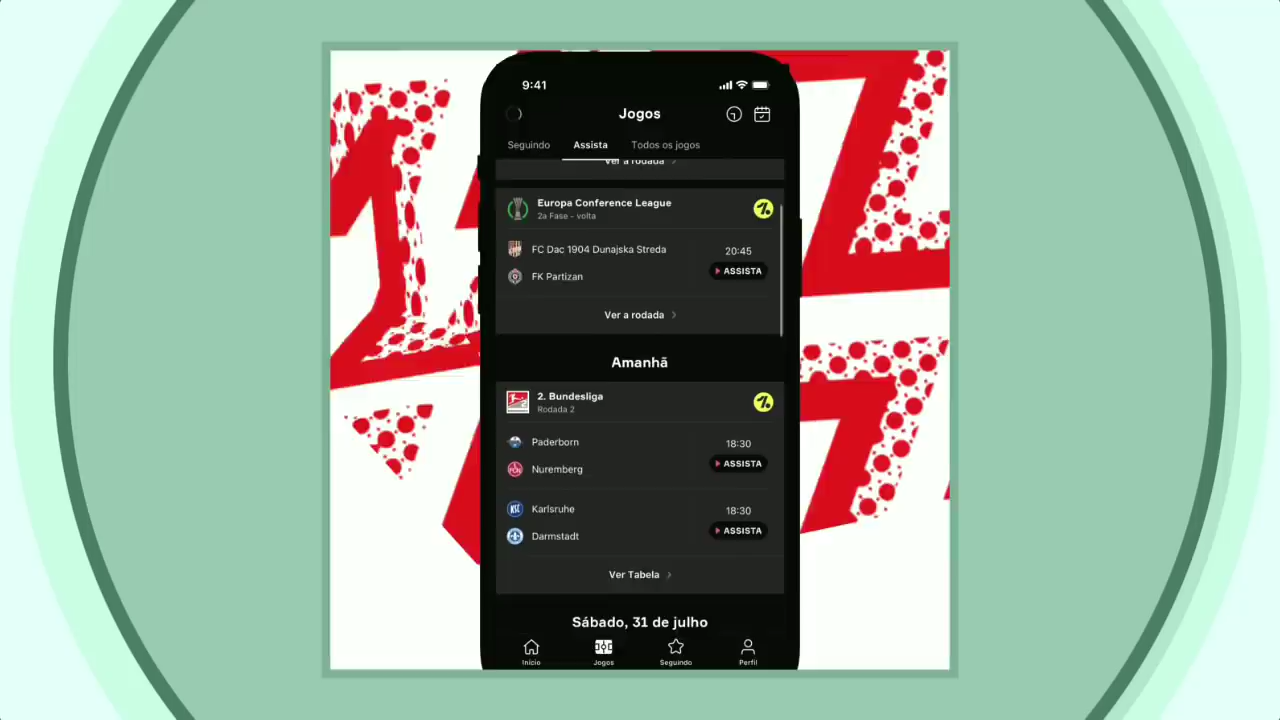 9:41
Jogos
Seguindo
Assista
Todos os jogos
Ver a rodada
Europa Conference League
2a Fase - volta
FC Dac 1904 Dunajska Streda
20:45
ASSISTA
FK Partizan
Ver a rodada
Amanhã
2. Bundesliga
Rodada 2
Paderborn
18:30
ASSISTA
Nuremberg
Karlsruhe
18:30
ASSISTA
Darmstadt
Ver Tabela
Sábado, 31 de julho
Início
Jogos
Seguindo
Perfil